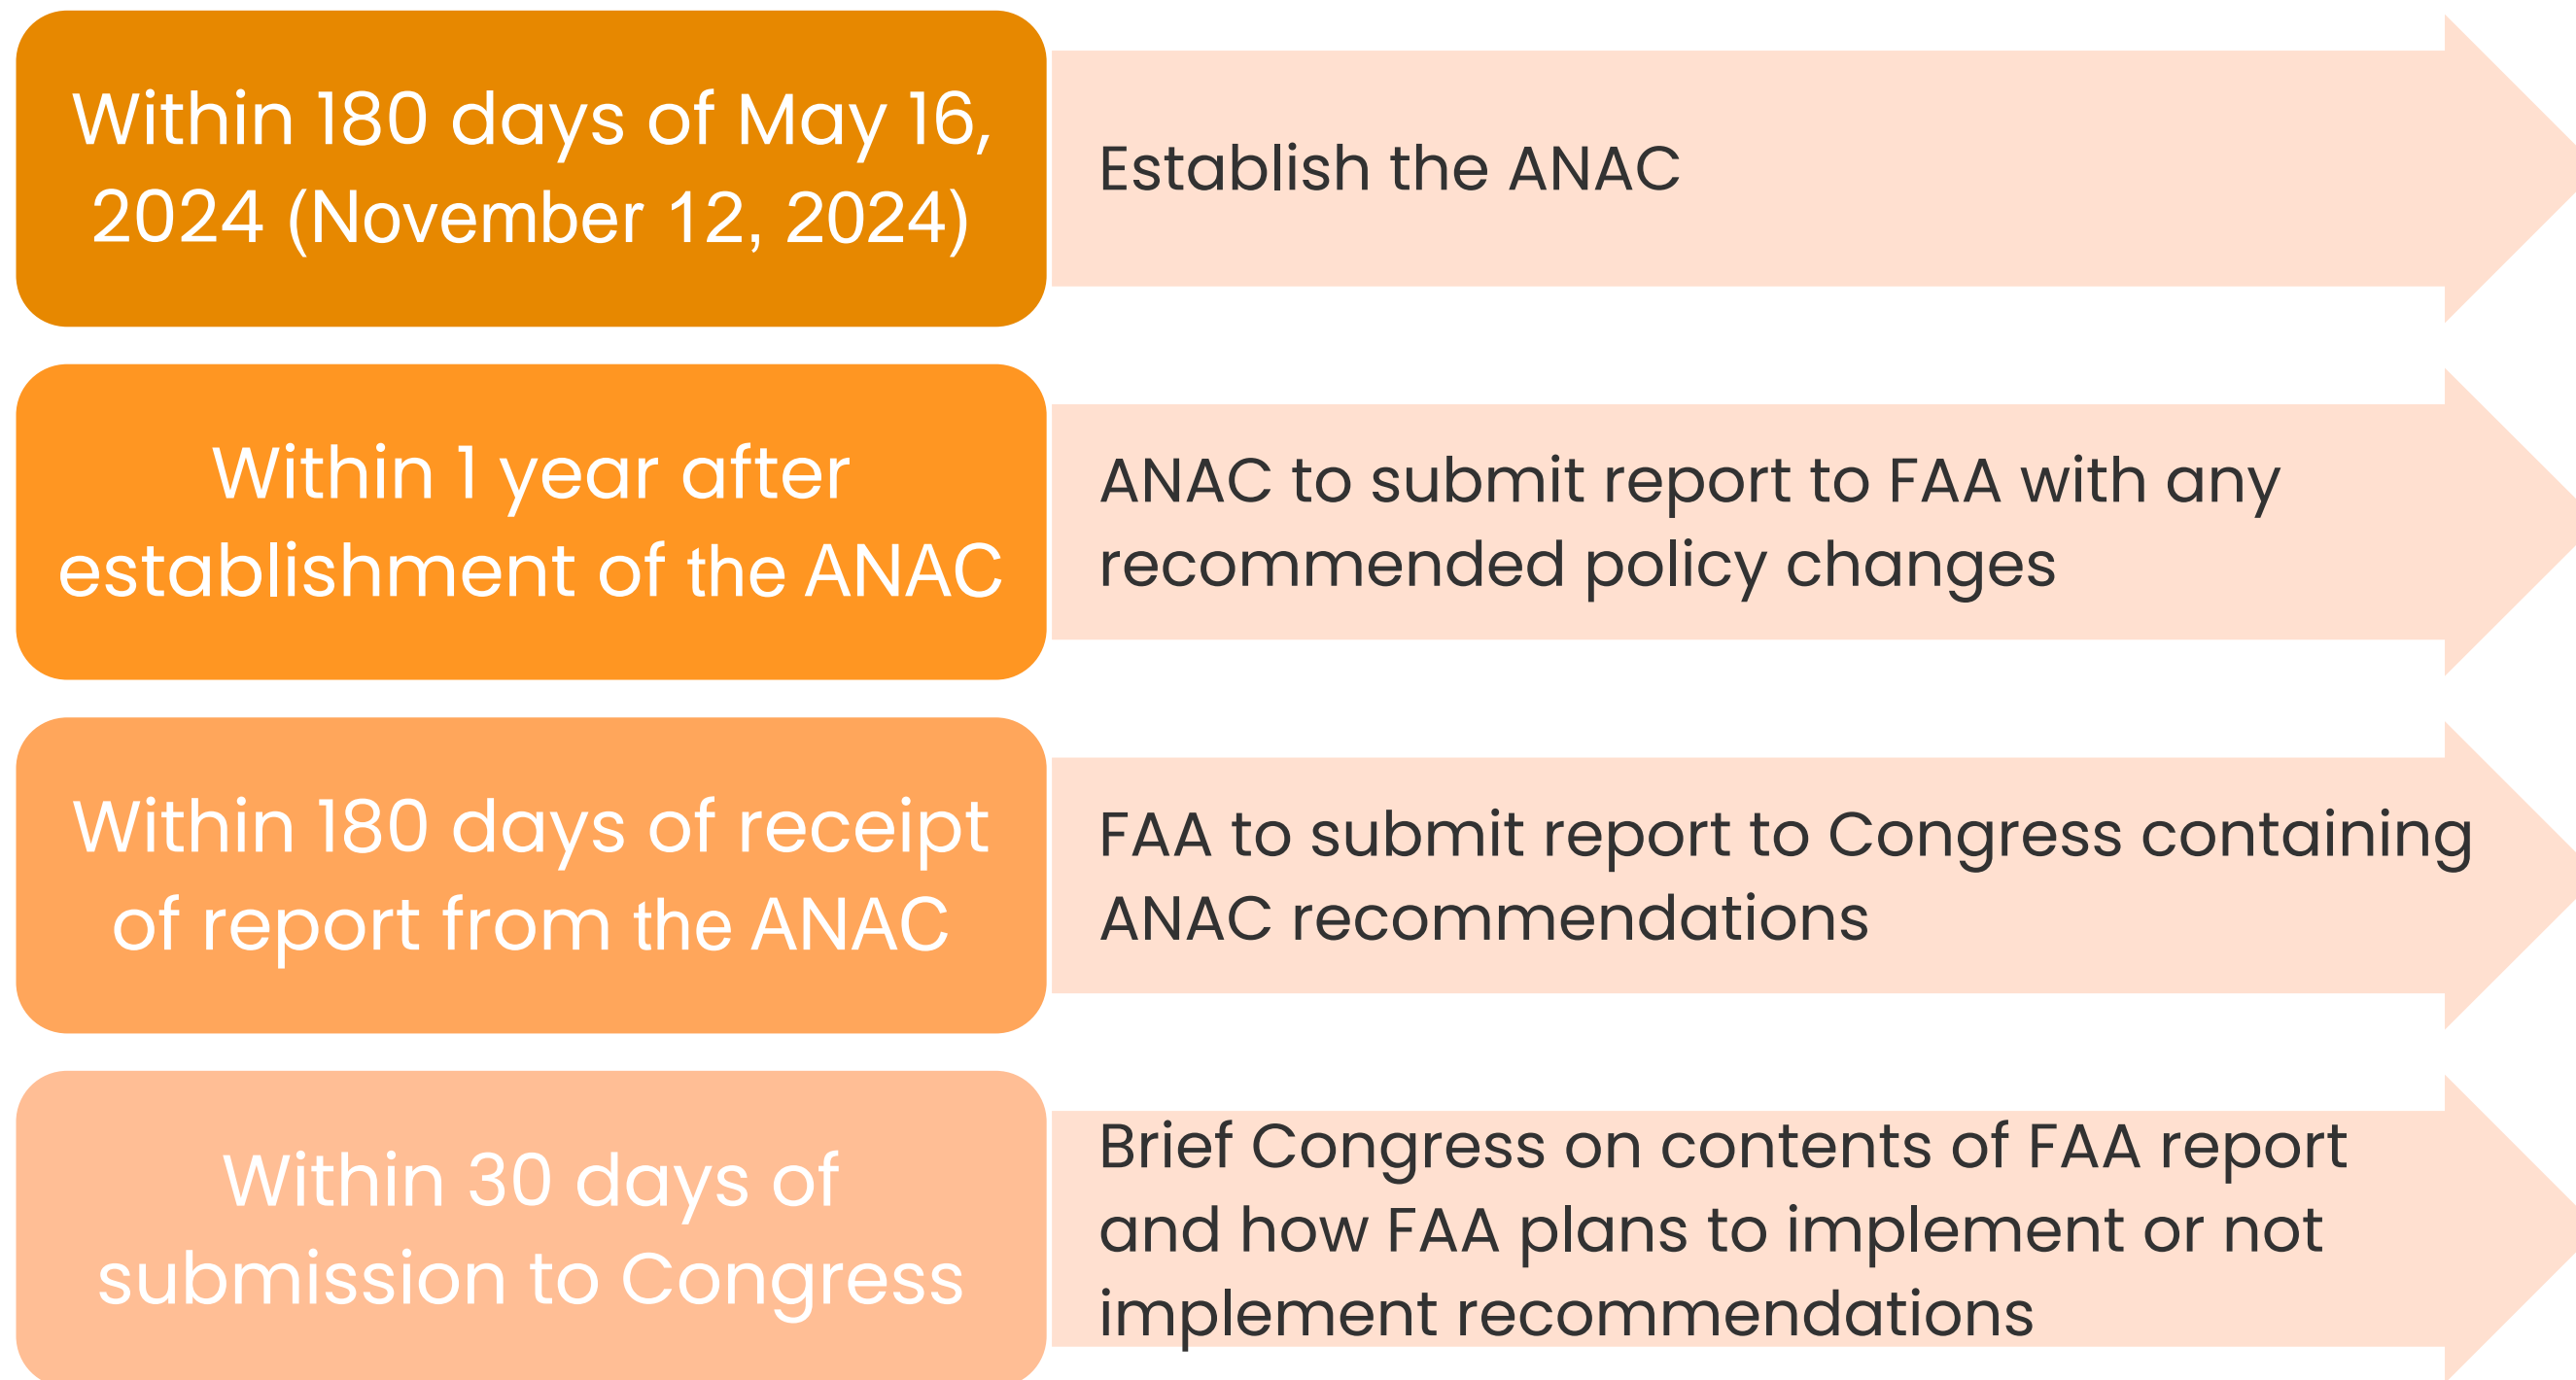 Within 180 days of May 16,
2024 (November 12, 2024)
Establish the ANAC
Within 1 year after
establishment of the ANAC
ANAC to submit report to FAA with any
recommended policy changes
Within 180 days of receipt
of report from the ANAC
FAA to submit report to Congress containing
ANAC recommendations
Within 30 days of
submission to Congress
Brief Congress on contents of FAA report
and how FAA plans to implement or not
implement recommendations